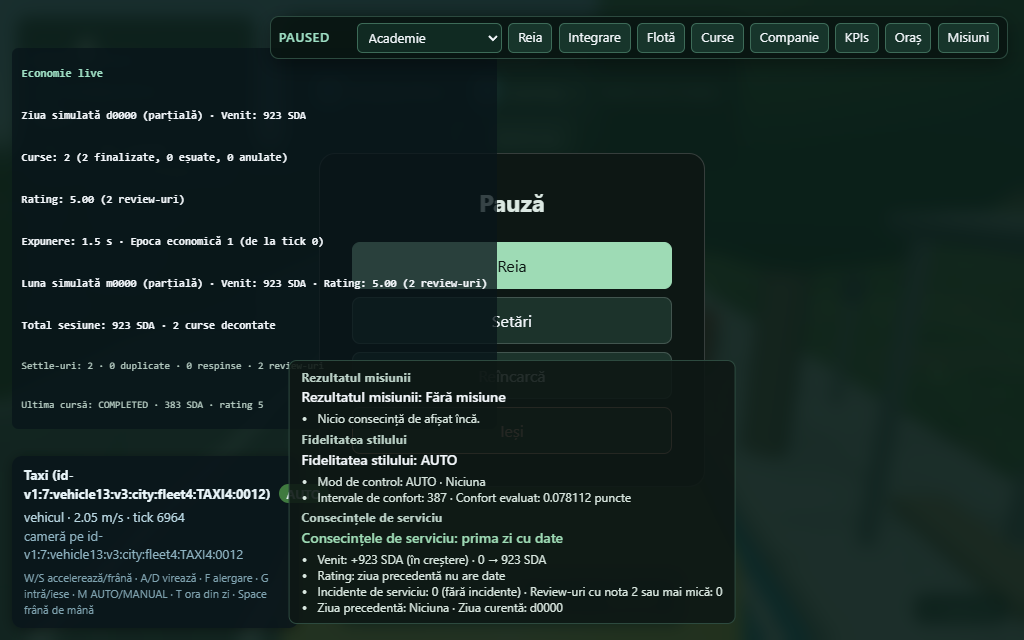 PAUSED
Academie
Reia
Integrare
Flotă
Curse
Companie
KPIs
Oraș
Misiuni
Economie live
Ziua simulată d0000 (parțială) · Venit: 923 SDA
Curse: 2 (2 finalizate, 0 eșuate, 0 anulate)
Rating: 5.00 (2 review-uri)
Expunere: 1.5 s · Epoca economică 1 (de la tick 0)
Luna simulată m0000 (parțială) · Venit: 923 SDA · Rating: 5.00 (2 review-uri)
Total sesiune: 923 SDA · 2 curse decontate
Settle-uri: 2 · 0 duplicate · 0 respinse · 2 review-uri
Ultima cursă: COMPLETED · 383 SDA · rating 5
Pauză
Reia
Setări
Reîncarcă
Ieși
Rezultatul misiunii
Rezultatul misiunii: Fără misiune
• Nicio consecință de afișat încă.
Fidelitatea stilului
Fidelitatea stilului: AUTO
• Mod de control: AUTO · Niciuna
• Intervale de confort: 387 · Confort evaluat: 0.078112 puncte
Consecințele de serviciu
Consecințele de serviciu: prima zi cu date
• Venit: +923 SDA (în creștere) · 0 → 923 SDA
• Rating: ziua precedentă nu are date
• Incidente de serviciu: 0 (fără incidente) · Review-uri cu nota 2 sau mai mică: 0
• Ziua precedentă: Niciuna · Ziua curentă: d0000
Taxi (id-
v1:7:vehicle13:v3:city:fleet4:TAXI4:0012)
vehicul · 2.05 m/s · tick 6964
cameră pe id-
v1:7:vehicle13:v3:city:fleet4:TAXI4:0012
W/S accelerează/frână · A/D virează · F alergare · G
intră/iese · M AUTO/MANUAL · T ora din zi · Space
frână de mână